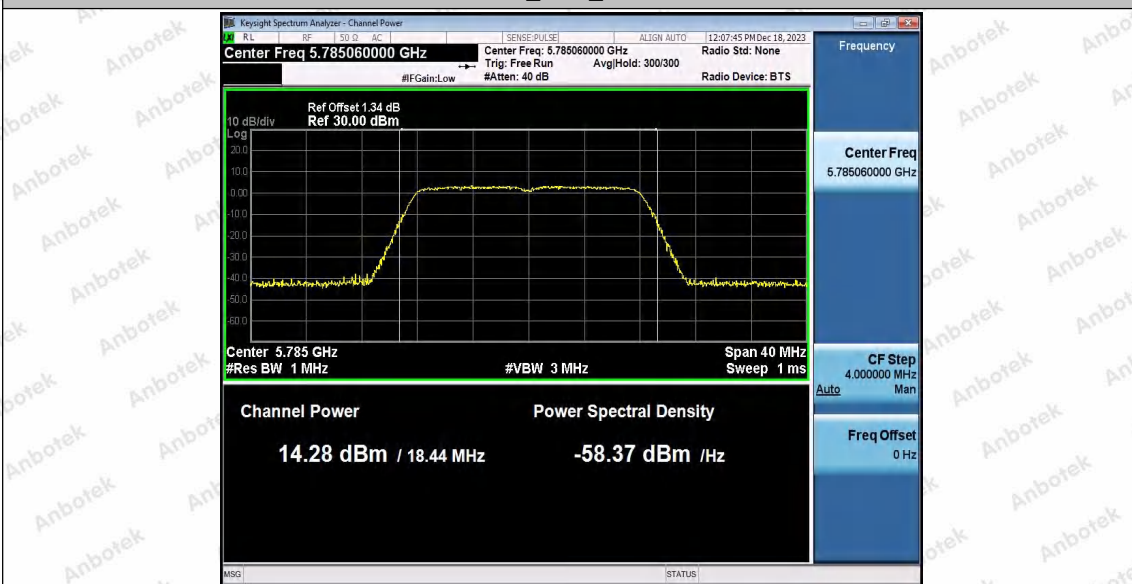 Keysight Spectrum Analyzer - Channel Power
RL RF 50 Ω AC SENSE:PULSE ALIGN AUTO 12:07:45 PM Dec 18, 2023
Center Freq 5.785060000 GHz
Center Freq: 5.785060000 GHz
Radio Std: None
Trig: Free Run Avg|Hold: 300/300
#IFGain:Low
#Atten: 40 dB
Radio Device: BTS
Frequency
Ref Offset 1.34 dB
10 dB/div Ref 30.00 dBm
Log
20.0
10.0
0.00
-10.0
-20.0
-30.0
-40.0
-50.0
-60.0
Center 5.785 GHz
Span 40 MHz
#Res BW 1 MHz
#VBW 3 MHz
Sweep 1 ms
Center Freq
5.785060000 GHz
CF Step
4.000000 MHz
Auto Man
Freq Offset
0 Hz
Channel Power
Power Spectral Density
14.28 dBm / 18.44 MHz
-58.37 dBm /Hz
MSG
STATUS
Anbotek